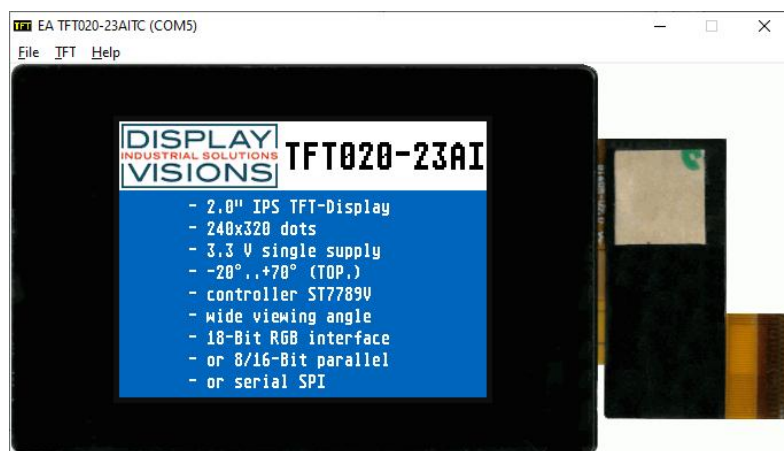 TFT EA TFT020-23AITC (COM5)
File TFT Help
DISPLAY
INDUSTRIAL SOLUTIONS
VISIONS
TFT020-23AI
- 2.0" IPS TFT-Display
- 240x320 dots
- 3.3 V single supply
- -20°..+70° (TOP.)
- controller ST7789V
- wide viewing angle
- 18-Bit RGB interface
- or 8/16-Bit parallel
- or serial SPI